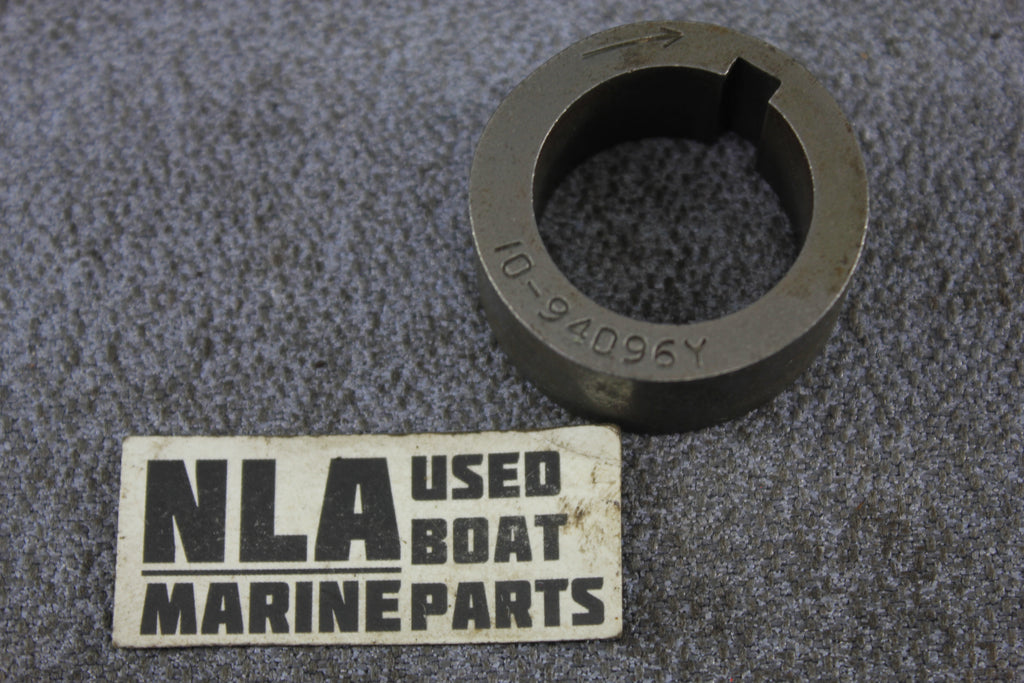 10-94096Y
NLA USED
BOAT
MARINE PARTS